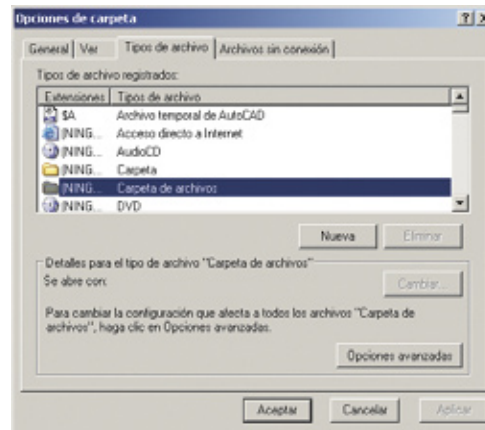 Opciones de carpeta
General Ver Tipos de archivo Archivos sin conexión
Tipos de archivo registrados:
Extensiones Tipos de archivo
$A Archivo temporal de AutoCAD
(NING... Acceso directo a Internet
(NING... AudioCD
(NING... Carpeta
(NING... Carpeta de archivos
(NING... DVD
Nueva Eliminar
Detalles para el tipo de archivo "Carpeta de archivos"
Se abre con: Cambiar...
Para cambiar la configuración que afecta a todos los archivos "Carpeta de
archivos", haga clic en Opciones avanzadas.
Opciones avanzadas
Aceptar Cancelar Aplicar